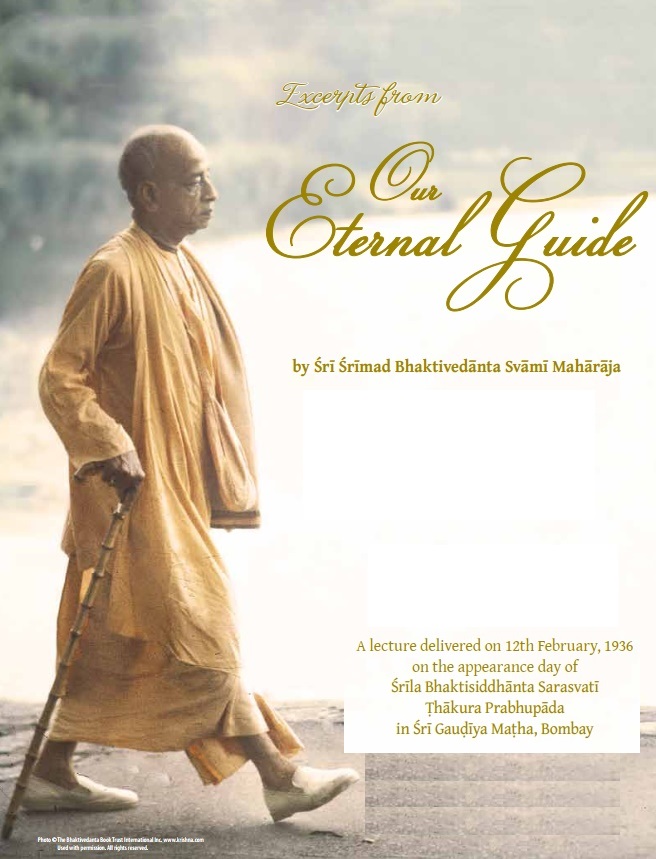 Excerpts from
Our
Eternal Guide
by Śrī Śrīmad Bhaktivedānta Svāmī Mahārāja
A lecture delivered on 12th February, 1936
on the appearance day of
Śrīla Bhaktisiddhānta Sarasvatī
Ṭhākura Prabhupāda
in Śrī Gauḍīya Maṭha, Bombay
Photo © The Bhaktivedanta Book Trust International Inc. www.krishna.com
Used with permission. All rights reserved.